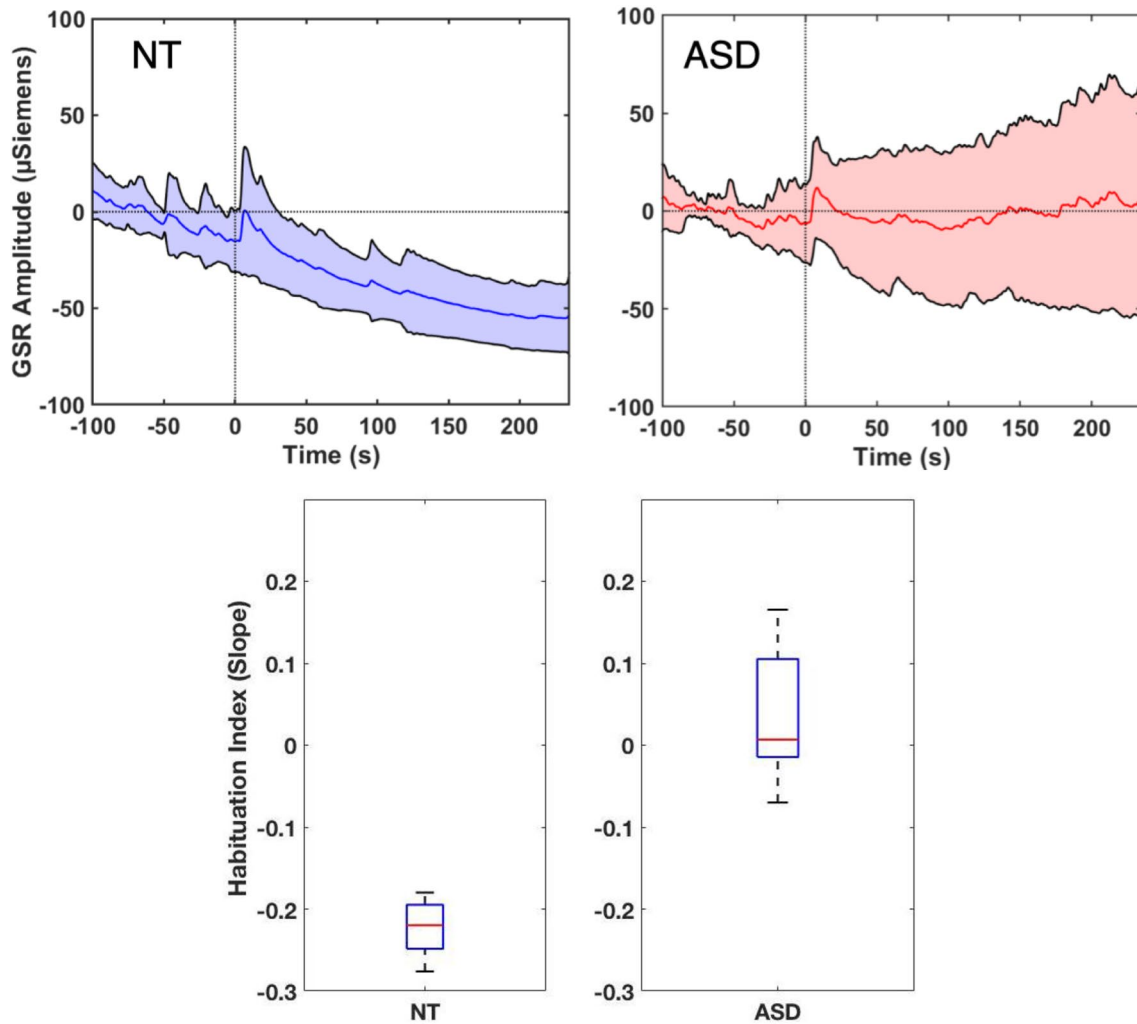 NT
ASD
GSR Amplitude (μSiemens)
100
50
0
-50
-100
-100 -50 0 50 100 150 200
Time (s)
100
50
0
-50
-100
-100 -50 0 50 100 150 200
Time (s)
Habituation Index (Slope)
0.2
0.1
0
-0.1
-0.2
-0.3
NT
0.2
0.1
0
-0.1
-0.2
-0.3
ASD